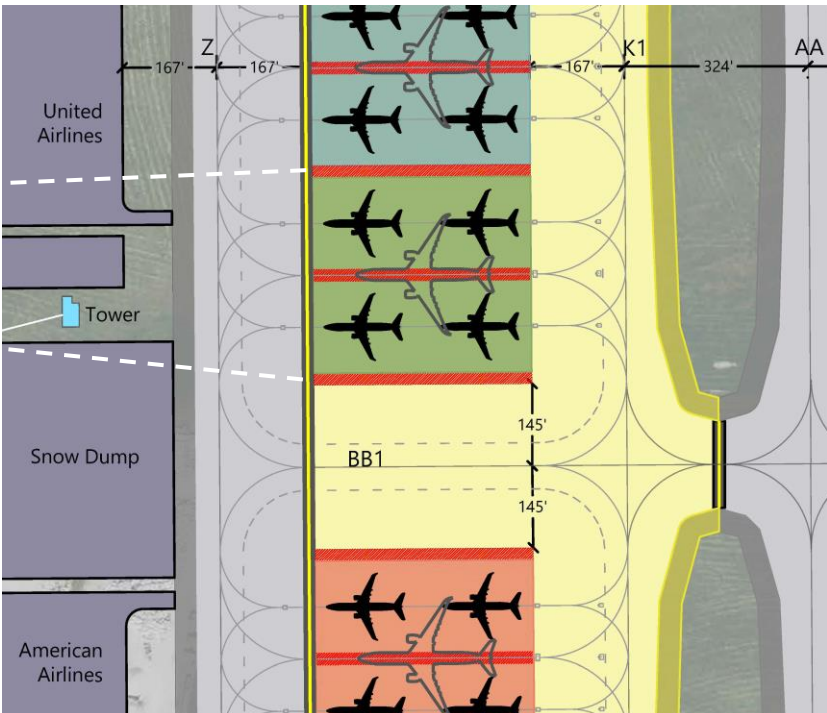 Z
K1
AA
167'
167'
167'
324'
United
Airlines
Tower
145'
Snow Dump
BB1
145'
American
Airlines